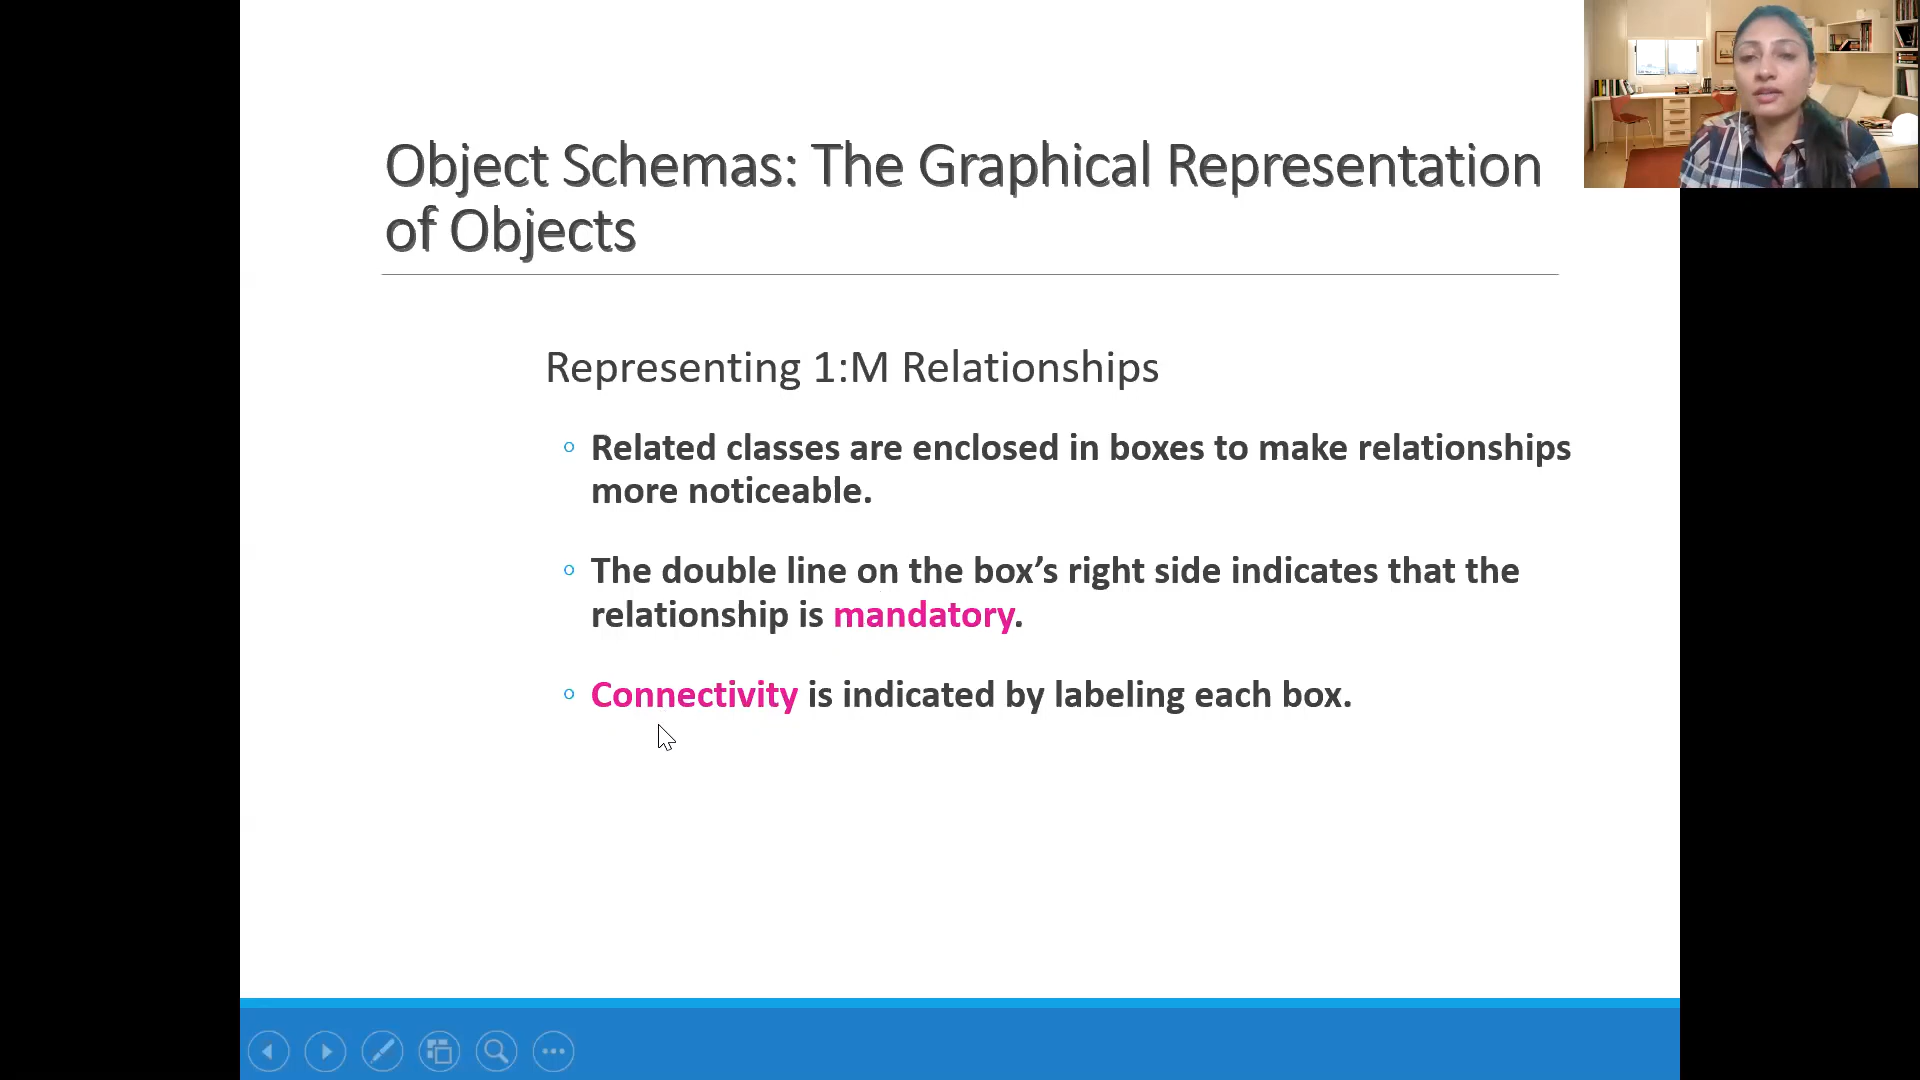 Object Schemas: The Graphical Representation
of Objects
Representing 1:M Relationships
Related classes are enclosed in boxes to make relationships
more noticeable.
The double line on the box’s right side indicates that the
relationship is mandatory.
Connectivity is indicated by labeling each box.